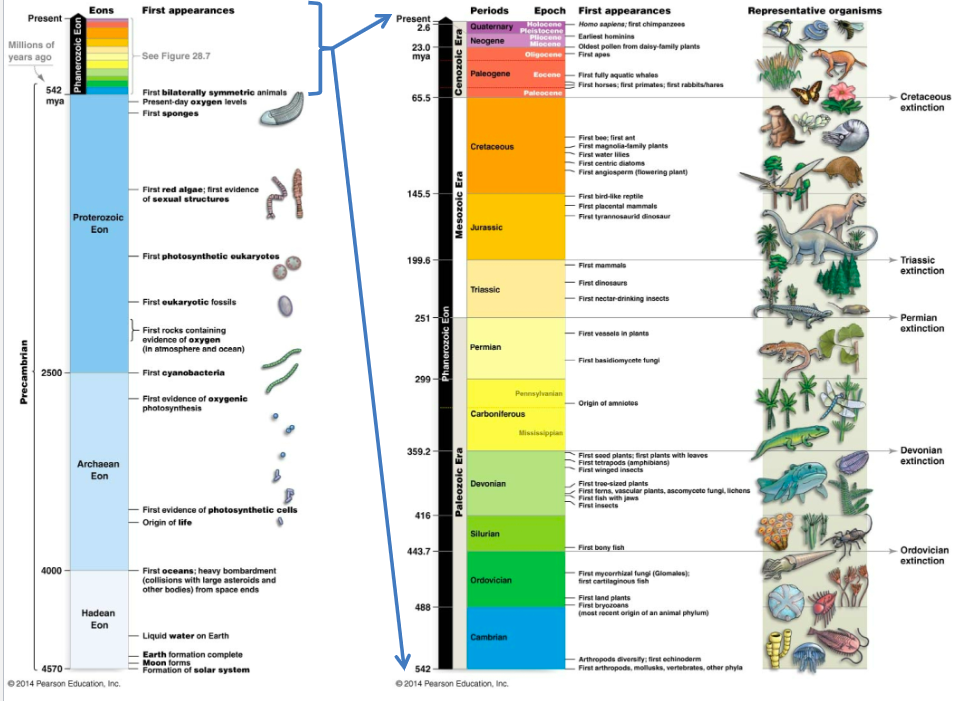 Eons
First appearances
Present
Millions of
years ago
Phanerozoic Eon
See Figure 28.7
542
mya
First bilaterally symmetric animals
Present-day oxygen levels
First sponges
Precambrian
Proterozoic
Eon
First red algae; first evidence
of sexual structures
First photosynthetic eukaryotes
First eukaryotic fossils
First rocks containing
evidence of oxygen
(in atmosphere and ocean)
2500
First cyanobacteria
First evidence of oxygenic
photosynthesis
Archaean
Eon
First evidence of photosynthetic cells
Origin of life
4000
First oceans; heavy bombardment
(collisions with large asteroids and
other bodies) from space ends
Hadean
Eon
Liquid water on Earth
Earth formation complete
Moon forms
4570
Formation of solar system
© 2014 Pearson Education, Inc.
Periods
Epoch
First appearances
Representative organisms
Present
2.6
23.0
mya
65.5
145.5
199.6
251
299
359.2
416
443.7
488
542
Phanerozoic Eon
Cenozoic Era
Mesozoic Era
Paleozoic Era
Quaternary
Holocene
Pleistocene
Homo sapiens; first chimpanzees
Neogene
Pliocene
Miocene
Earliest hominins
Oldest pollen from daisy-family plants
Paleogene
Oligocene
First apes
Eocene
First fully aquatic whales
First horses; first primates; first rabbits/hares
Paleocene
Cretaceous
extinction
Cretaceous
First bee; first ant
First magnolia-family plants
First water lilies
First centric diatoms
First angiosperm (flowering plant)
Jurassic
First bird-like reptile
First placental mammals
First tyrannosaurid dinosaur
Triassic
extinction
Triassic
First mammals
First dinosaurs
First nectar-drinking insects
Permian
extinction
Permian
First vessels in plants
First basidiomycete fungi
Carboniferous
Pennsylvanian
Mississippian
Origin of amniotes
Devonian
extinction
Devonian
First seed plants; first plants with leaves
First tetrapods (amphibians)
First winged insects
First tree-sized plants
First ferns, vascular plants, ascomycete fungi, lichens
First fish with jaws
First insects
Silurian
First bony fish
Ordovician
extinction
Ordovician
First mycorrhizal fungi (Glomales);
first cartilaginous fish
First land plants
First bryozoans
(most recent origin of an animal phylum)
Cambrian
Arthropods diversify; first echinoderm
First arthropods, mollusks, vertebrates, other phyla
© 2014 Pearson Education, Inc.